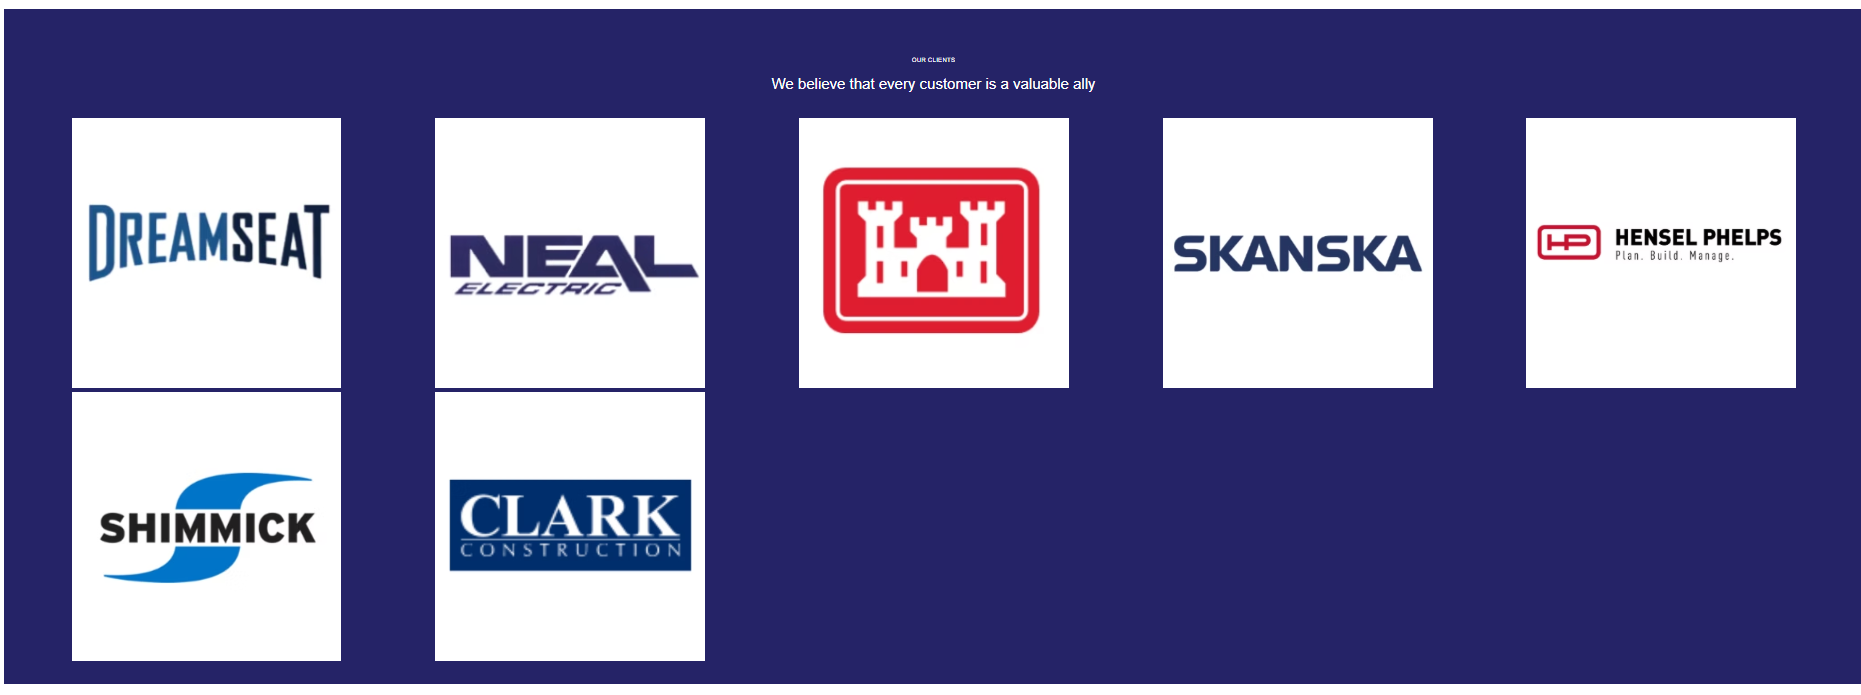 OUR CLIENTS
We believe that every customer is a valuable ally
DREAMSEAT
NEAL
ELECTRIC
SKANSKA
HP
HENSEL PHELPS
Plan. Build. Manage.
SHIMMICK
CLARK
CONSTRUCTION